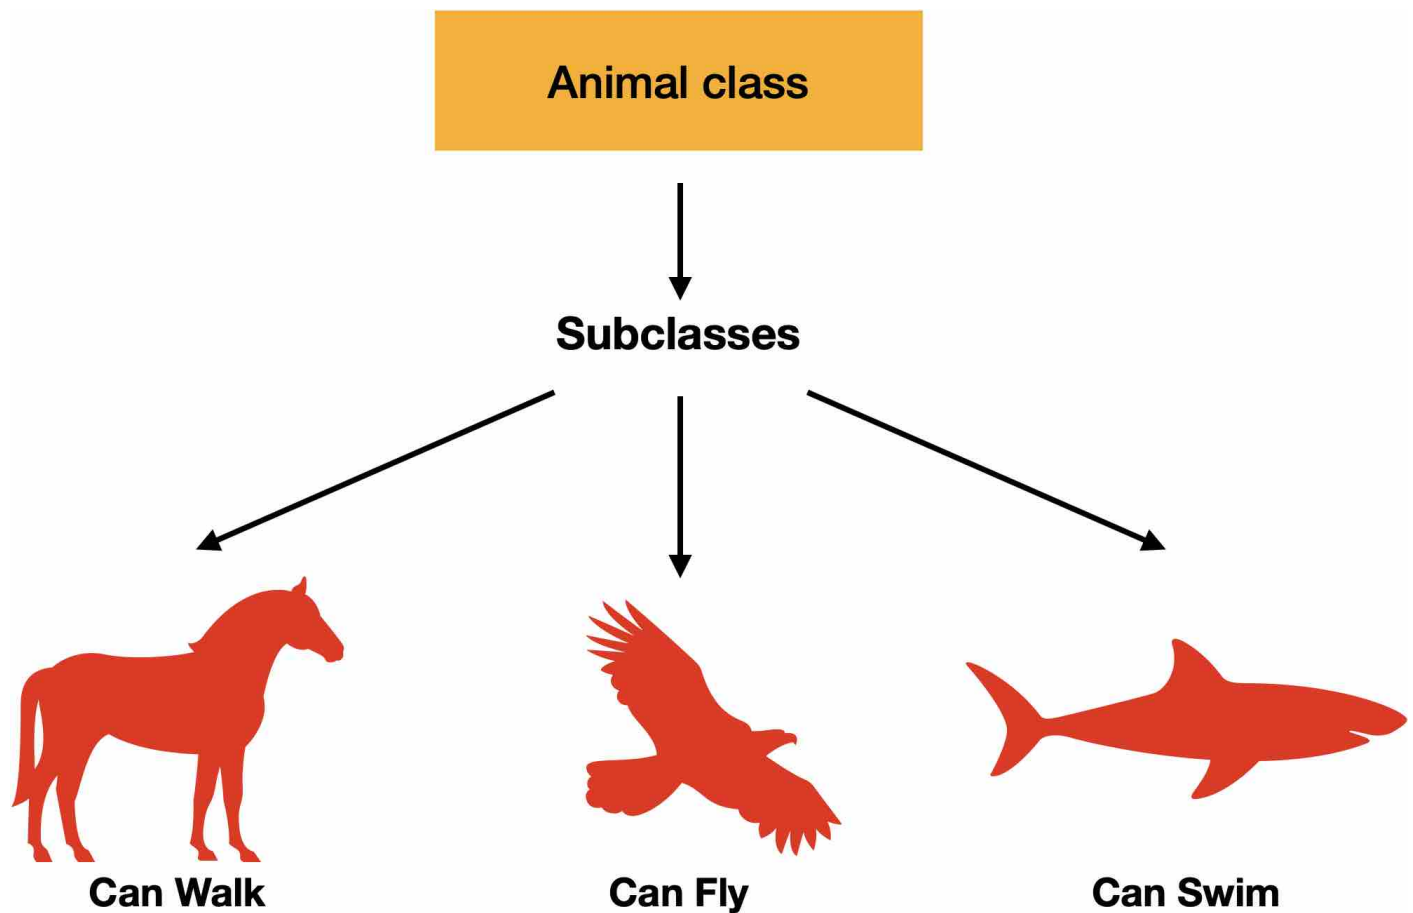 Animal class
Subclasses
Can Walk
Can Fly
Can Swim